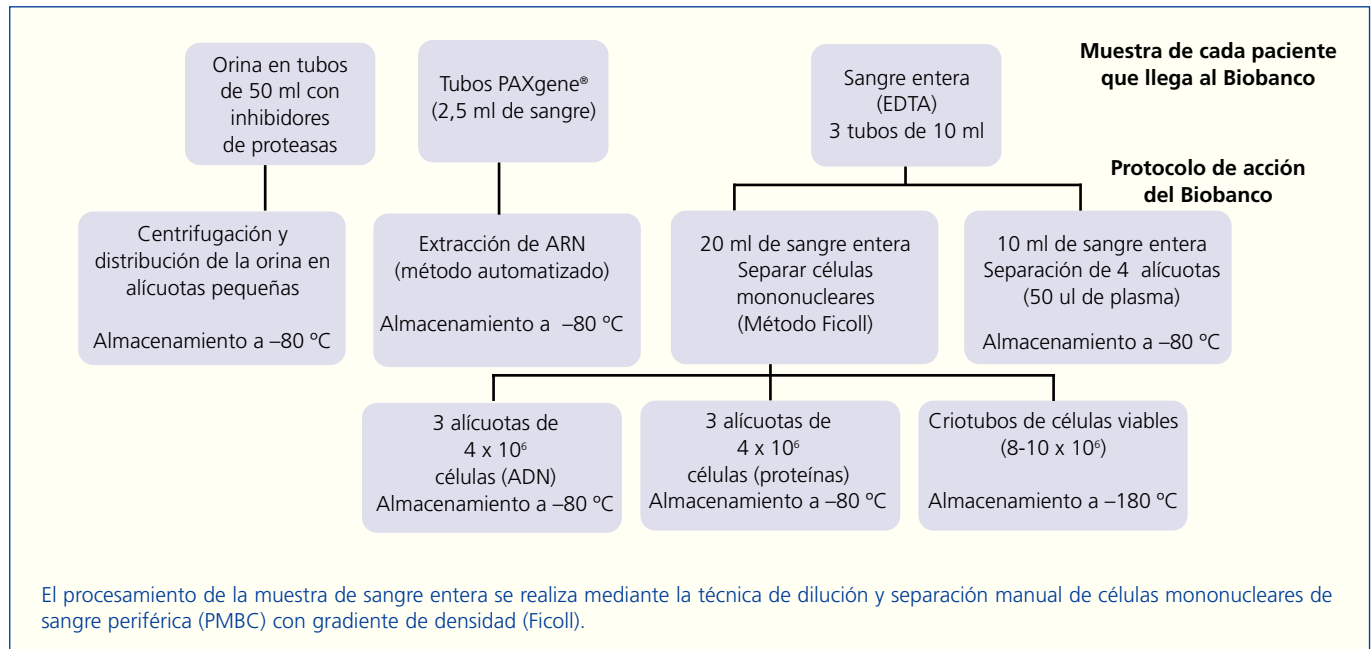 Orina en tubos
de 50 ml con
inhibidores
de proteasas
Tubos PAXgene®
(2,5 ml de sangre)
Sangre entera
(EDTA)
3 tubos de 10 ml
Muestra de cada paciente
que llega al Biobanco
Protocolo de acción
del Biobanco
Centrifugación y
distribución de la orina en
alícuotas pequeñas
Almacenamiento a –80 ºC
Extracción de ARN
(método automatizado)
Almacenamiento a –80 ºC
20 ml de sangre entera
Separar células
mononucleares
(Método Ficoll)
10 ml de sangre entera
Separación de 4 alícuotas
(50 ul de plasma)
Almacenamiento a –80 ºC
3 alícuotas de
4 x 10⁶
células (ADN)
Almacenamiento a –80 ºC
3 alícuotas de
4 x 10⁶
células (proteínas)
Almacenamiento a –80 ºC
Criotubos de células viables
(8-10 x 10⁶)
Almacenamiento a –180 ºC
El procesamiento de la muestra de sangre entera se realiza mediante la técnica de dilución y separación manual de células mononucleares de
sangre periférica (PMBC) con gradiente de densidad (Ficoll).